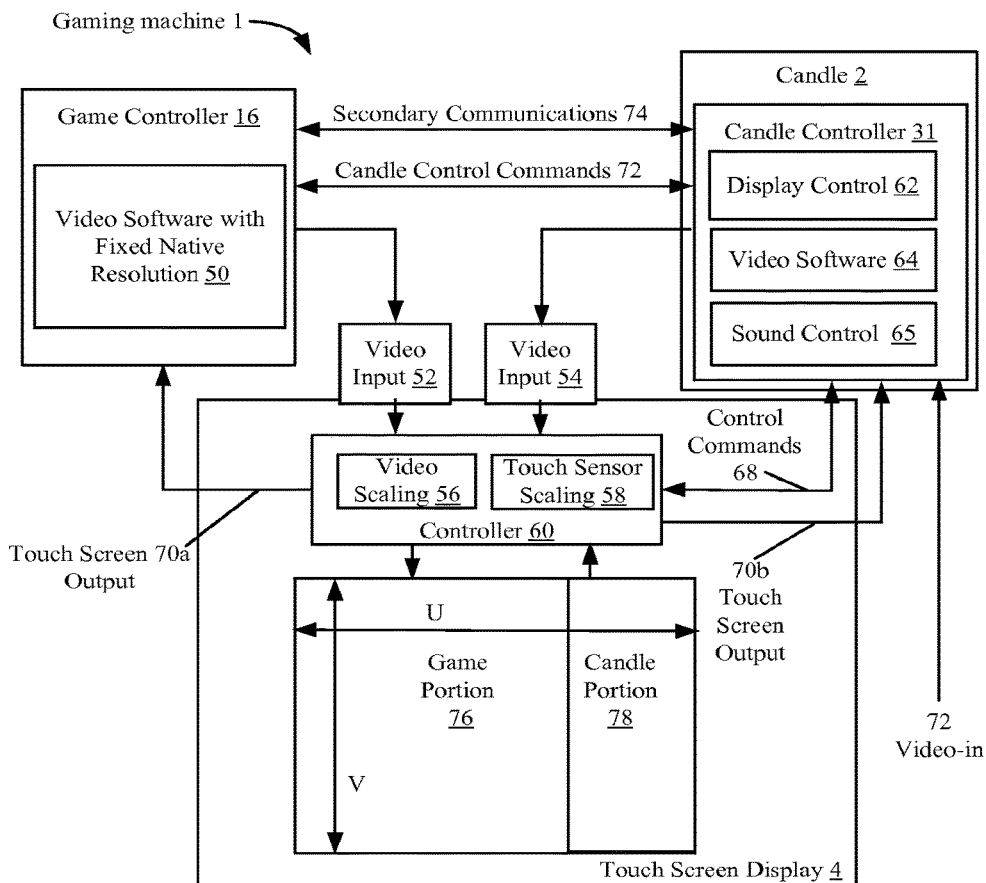 Gaming machine 1
Candle 2
Game Controller 16
Secondary Communications 74
Candle Controller 31
Candle Control Commands 72
Display Control 62
Video Software with
Fixed Native
Resolution 50
Video Software 64
Sound Control 65
Video
Input 52
Video
Input 54
Control
Commands
68
Video
Scaling 56
Touch Sensor
Scaling 58
Controller 60
Touch Screen 70a
Output
70b
Touch
Screen
Output
U
Game
Portion
76
Candle
Portion
78
72
Video-in
V
Touch Screen Display 4